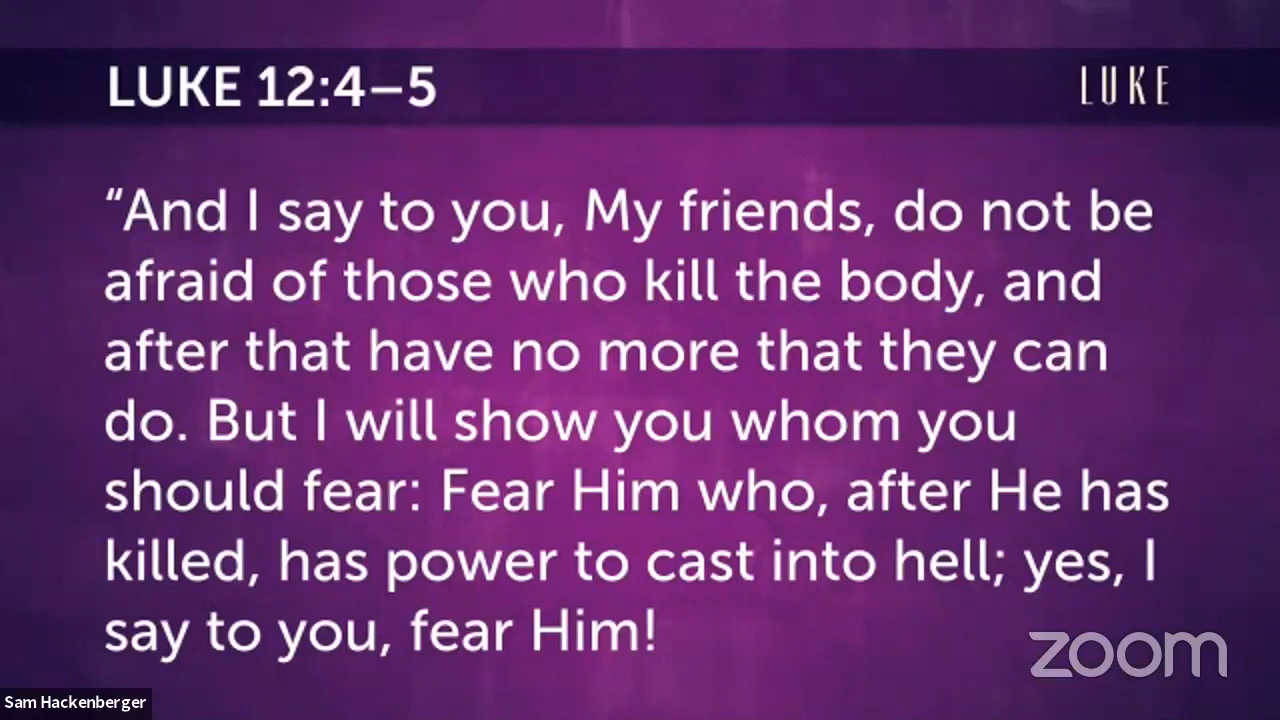 LUKE 12:4–5
LUKE
“And I say to you, My friends, do not be
afraid of those who kill the body, and
after that have no more that they can
do. But I will show you whom you
should fear: Fear Him who, after He has
killed, has power to cast into hell; yes, I
say to you, fear Him!
zoom
Sam Hackenberger